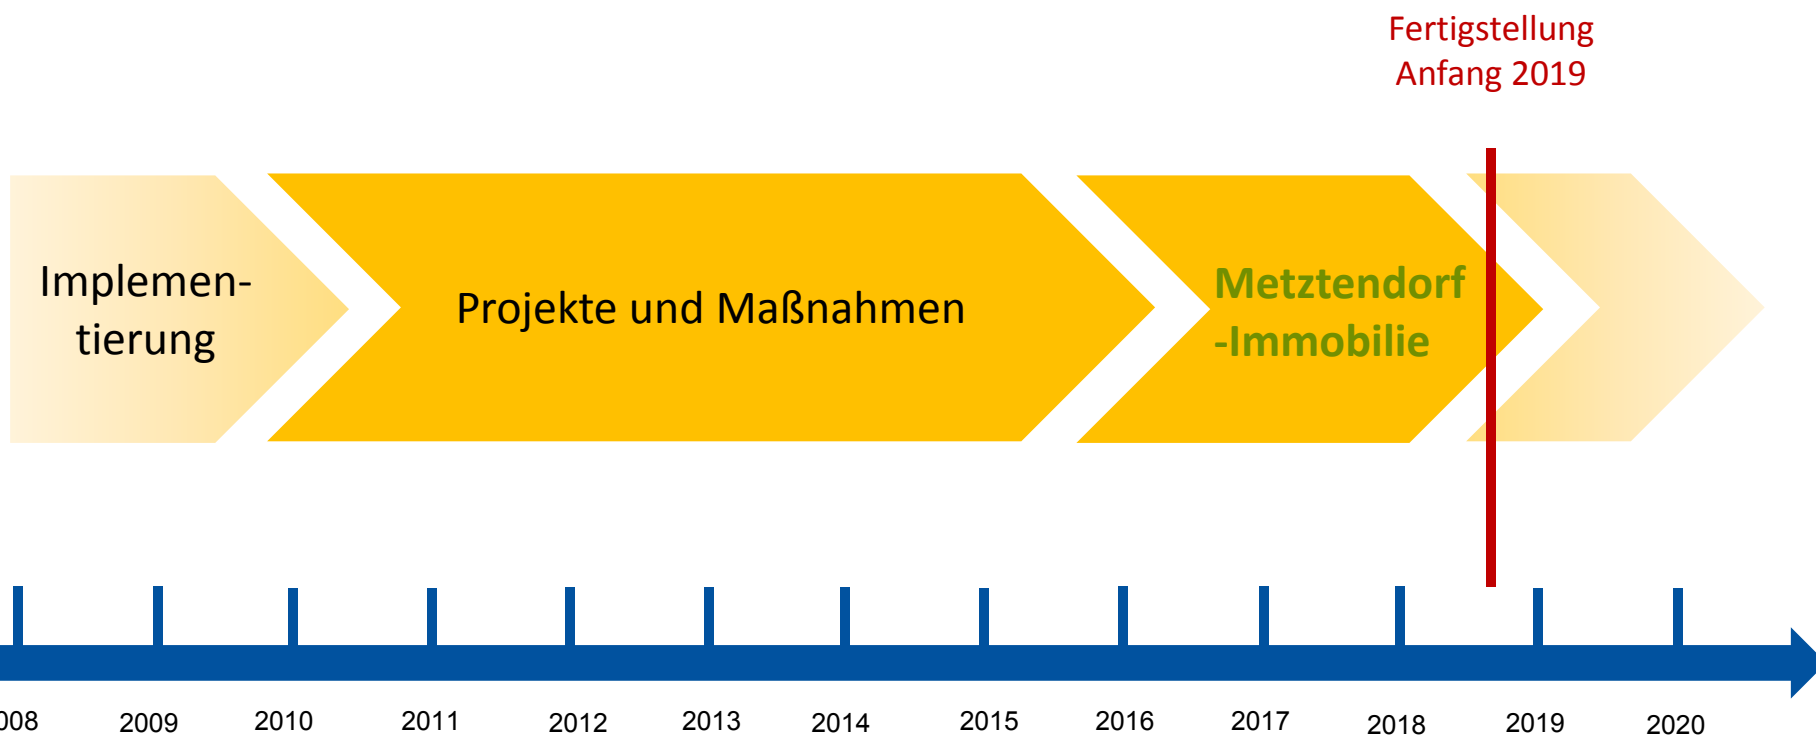 Fertigstellung
Anfang 2019
Implemen-
tierung
Projekte und Maßnahmen
Metztendorf
-Immobilie
008 2009 2010 2011 2012 2013 2014 2015 2016 2017 2018 2019 2020